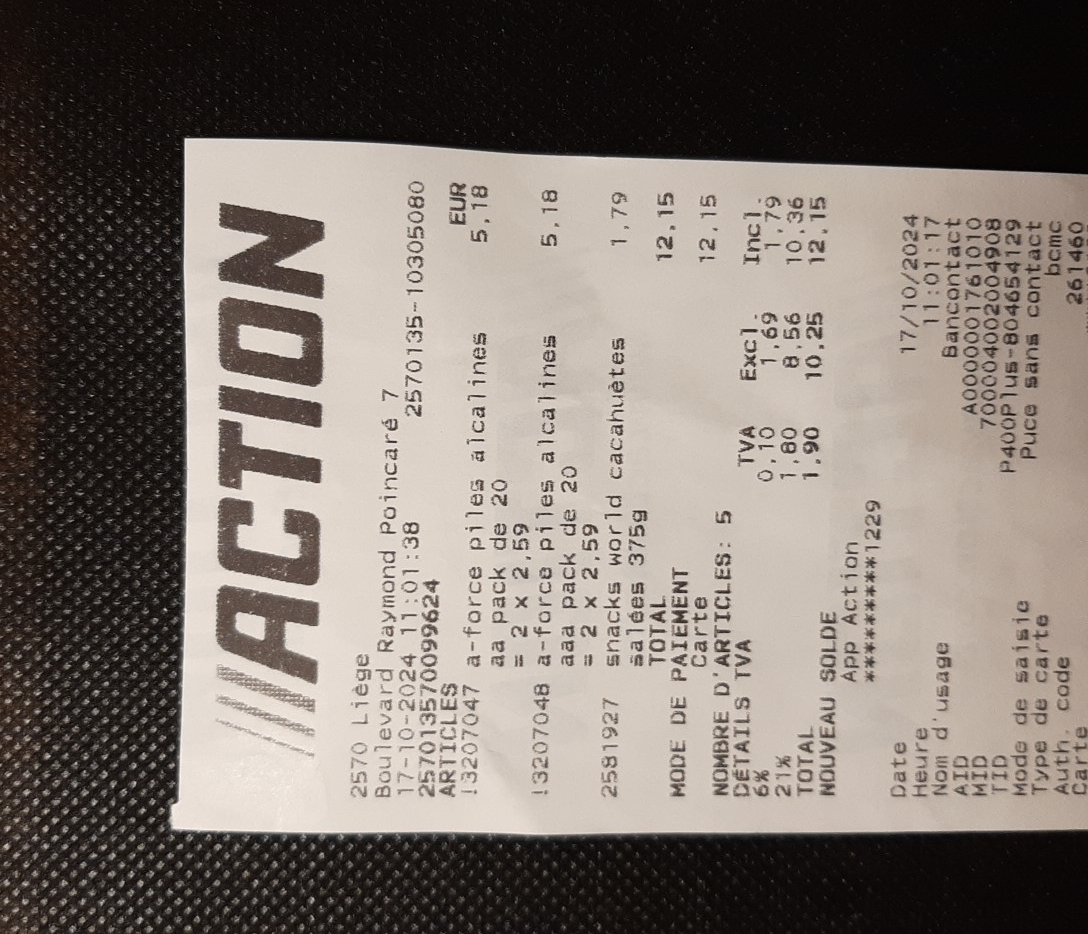 ACTION
2570 Liège
Boulevard Raymond Poincaré 7
17-10-2024 11:01:38 2570135-10305080
257013570099624
ARTICLES EUR
!3207047 a-force piles alcalines 5,18
aa pack de 20
= 2 x 2,59
!3207048 a-force piles alcalines 5,18
aaa pack de 20
= 2 x 2,59
2581927 snacks world cacahuètes 1,79
salées 375g
TOTAL 12,15
MODE DE PAIEMENT
Carte 12,15
NOMBRE D'ARTICLES: 5
DÉTAILS TVA TVA Excl. Incl.
6% 0,10 1,69 1,79
21% 1,80 8,56 10,36
TOTAL 1,90 10,25 12,15
NOUVEAU SOLDE
App Action
*********1229
Date 17/10/2024
Heure 11:01:17
Nom d'usage Bancontact
AID A0000001761010
MID 70004002004908
TID P400Plus-804654129
Mode de saisie Puce sans contact
Type de carte bcmc
Auth. code 261460
Carte